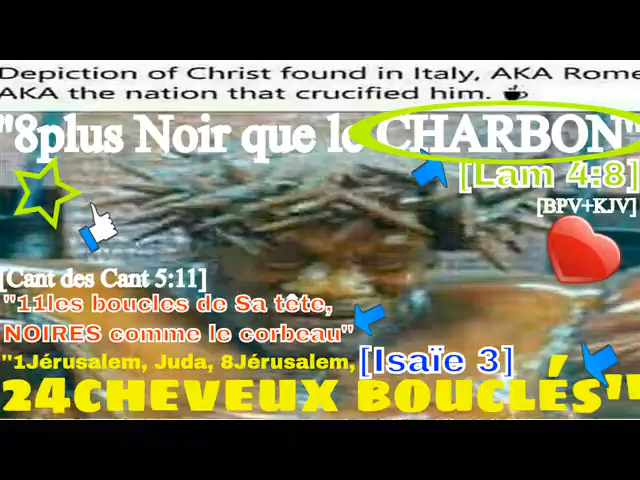 Depiction of Christ found in Italy, AKA Rome
AKA the nation that crucified him. ☕
"8plus Noir que le CHARBON"
[Lam 4:8]
[BPV+KJV]
[Cant des Cant 5:11]
"11les boucles de Sa tête,
NOIRES comme le corbeau"
"1Jérusalem, Juda, 8Jérusalem,
[Isaïe 3]
24CHEVEUX BOUCLÉS"